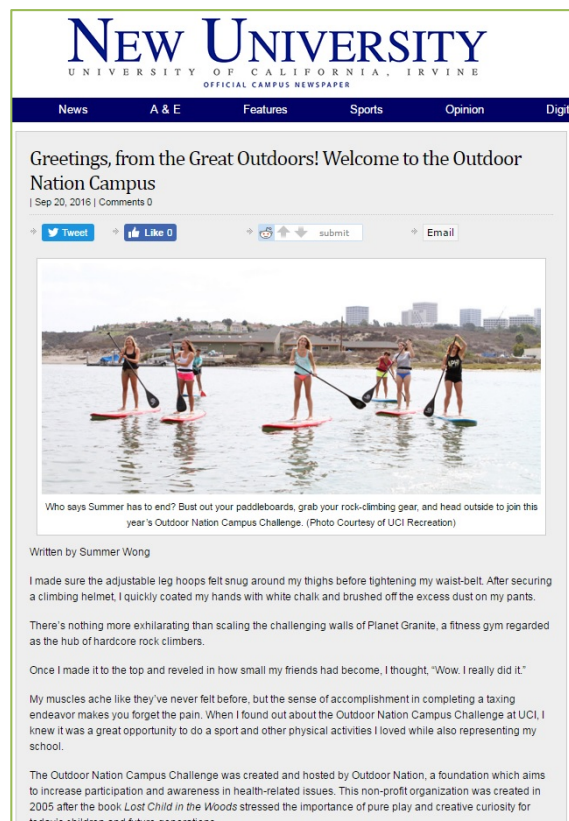 NEW UNIVERSITY
UNIVERSITY OF CALIFORNIA, IRVINE
OFFICIAL CAMPUS NEWSPAPER
News A & E Features Sports Opinion Digit
Greetings, from the Great Outdoors! Welcome to the Outdoor
Nation Campus
| Sep 20, 2016 | Comments 0
Tweet Like 0 submit Email
Who says Summer has to end? Bust out your paddleboards, grab your rock-climbing gear, and head outside to join this
year's Outdoor Nation Campus Challenge. (Photo Courtesy of UCI Recreation)
Written by Summer Wong
I made sure the adjustable leg hoops felt snug around my thighs before tightening my waist-belt. After securing
a climbing helmet, I quickly coated my hands with white chalk and brushed off the excess dust on my pants.
There's nothing more exhilarating than scaling the challenging walls of Planet Granite, a fitness gym regarded
as the hub of hardcore rock climbers.
Once I made it to the top and reveled in how small my friends had become, I thought, "Wow. I really did it."
My muscles ache like they've never felt before, but the sense of accomplishment in completing a taxing
endeavor makes you forget the pain. When I found out about the Outdoor Nation Campus Challenge at UCI, I
knew it was a great opportunity to do a sport and other physical activities I loved while also representing my
school.
The Outdoor Nation Campus Challenge was created and hosted by Outdoor Nation, a foundation which aims
to increase participation and awareness in health-related issues. This non-profit organization was created in
2005 after the book Lost Child in the Woods stressed the importance of pure play and creative curiosity for
today's children and future generations.